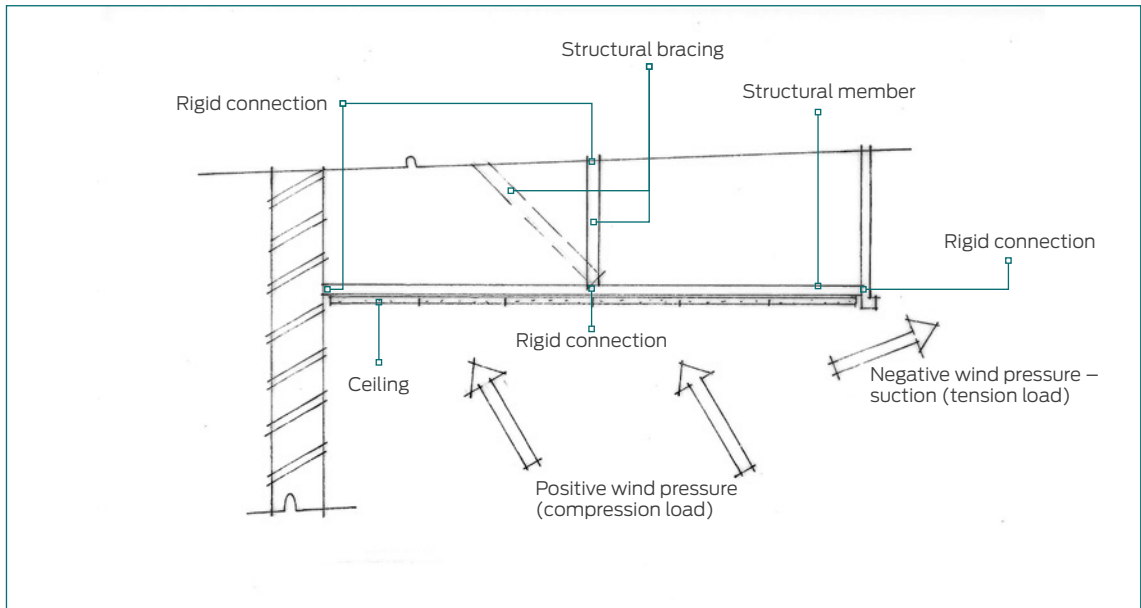 Structural bracing
Rigid connection
Structural member
Rigid connection
Rigid connection
Ceiling
Negative wind pressure –
suction (tension load)
Positive wind pressure
(compression load)